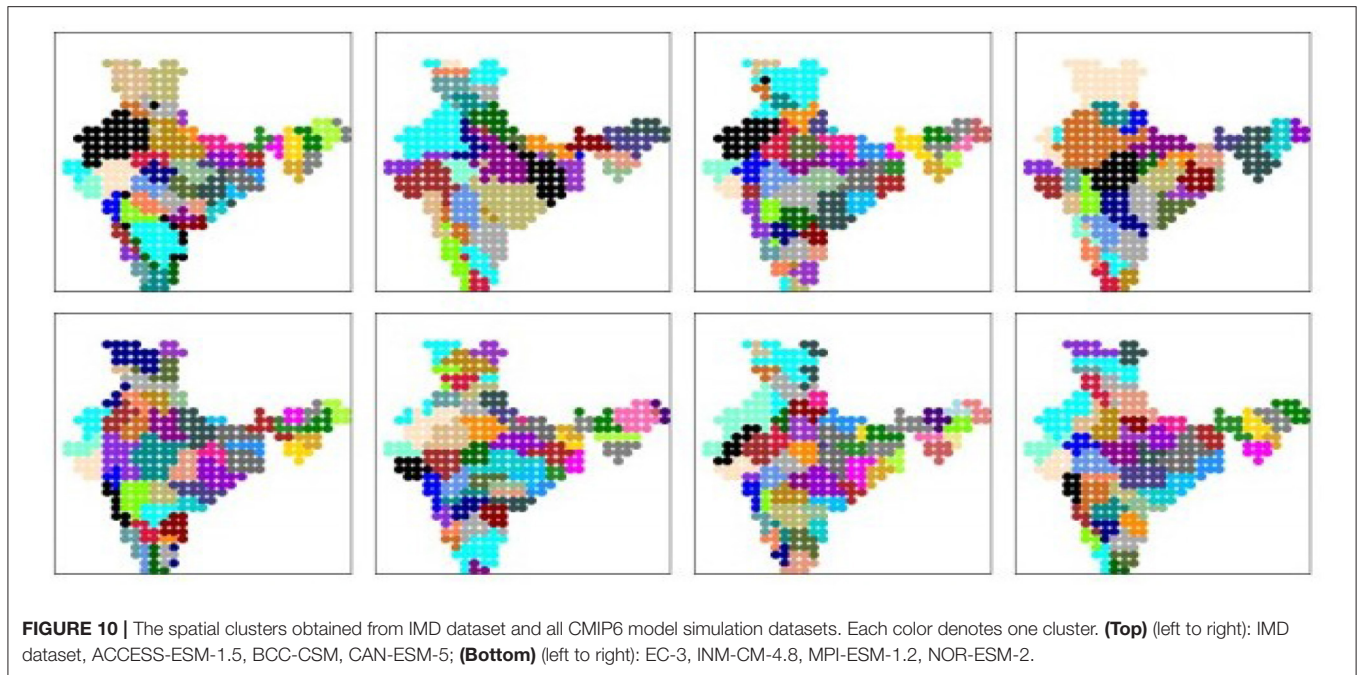 FIGURE 10 | The spatial clusters obtained from IMD dataset and all CMIP6 model simulation datasets. Each color denotes one cluster. (Top) (left to right): IMD
dataset, ACCESS-ESM-1.5, BCC-CSM, CAN-ESM-5; (Bottom) (left to right): EC-3, INM-CM-4.8, MPI-ESM-1.2, NOR-ESM-2.